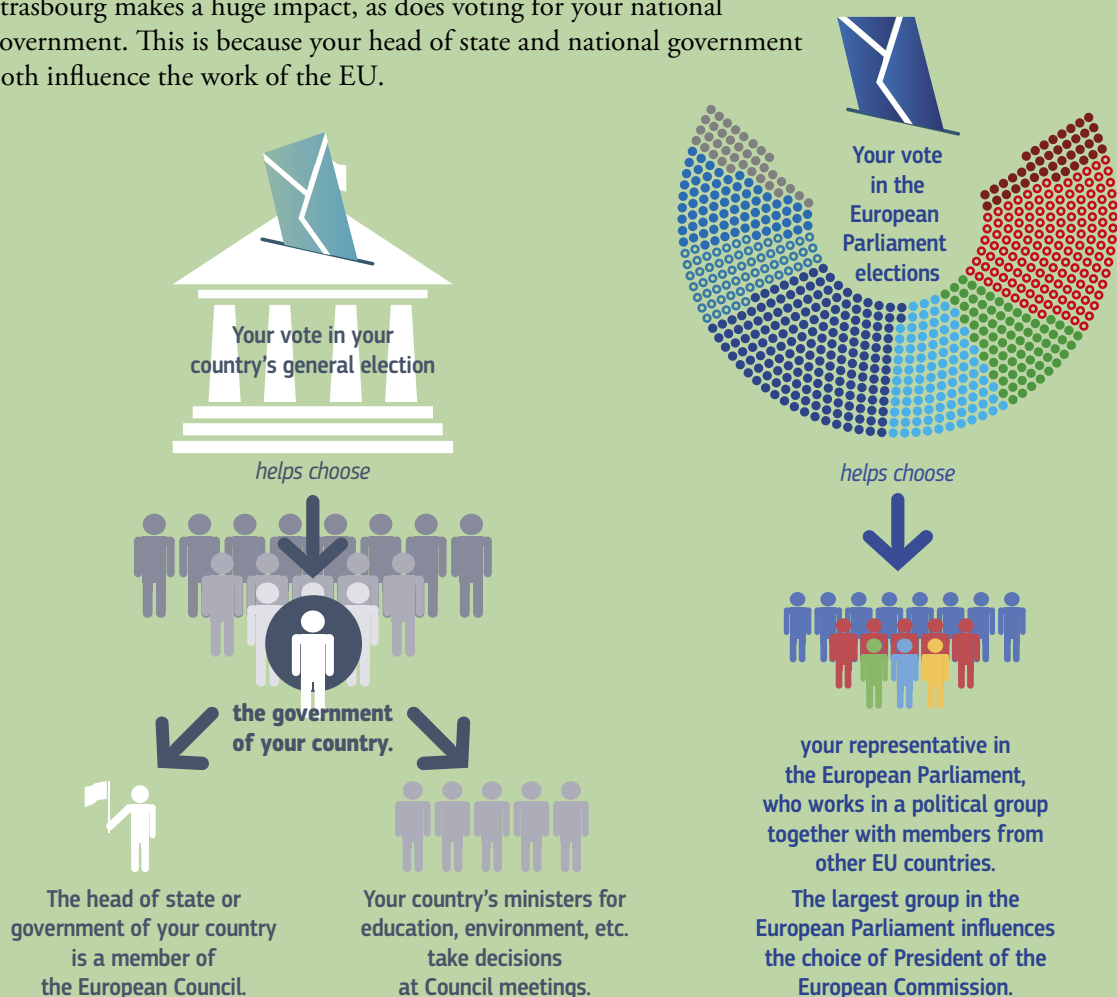 trasbourg makes a huge impact, as does voting for your national
overnment. This is because your head of state and national government
oth influence the work of the EU.
Your vote in your
country's general election
helps choose
the government
of your country.
The head of state or
government of your country
is a member of
the European Council.
Your country's ministers for
education, environment, etc.
take decisions
at Council meetings.
Your vote
in the
European
Parliament
elections
helps choose
your representative in
the European Parliament,
who works in a political group
together with members from
other EU countries.
The largest group in the
European Parliament influences
the choice of President of the
European Commission.